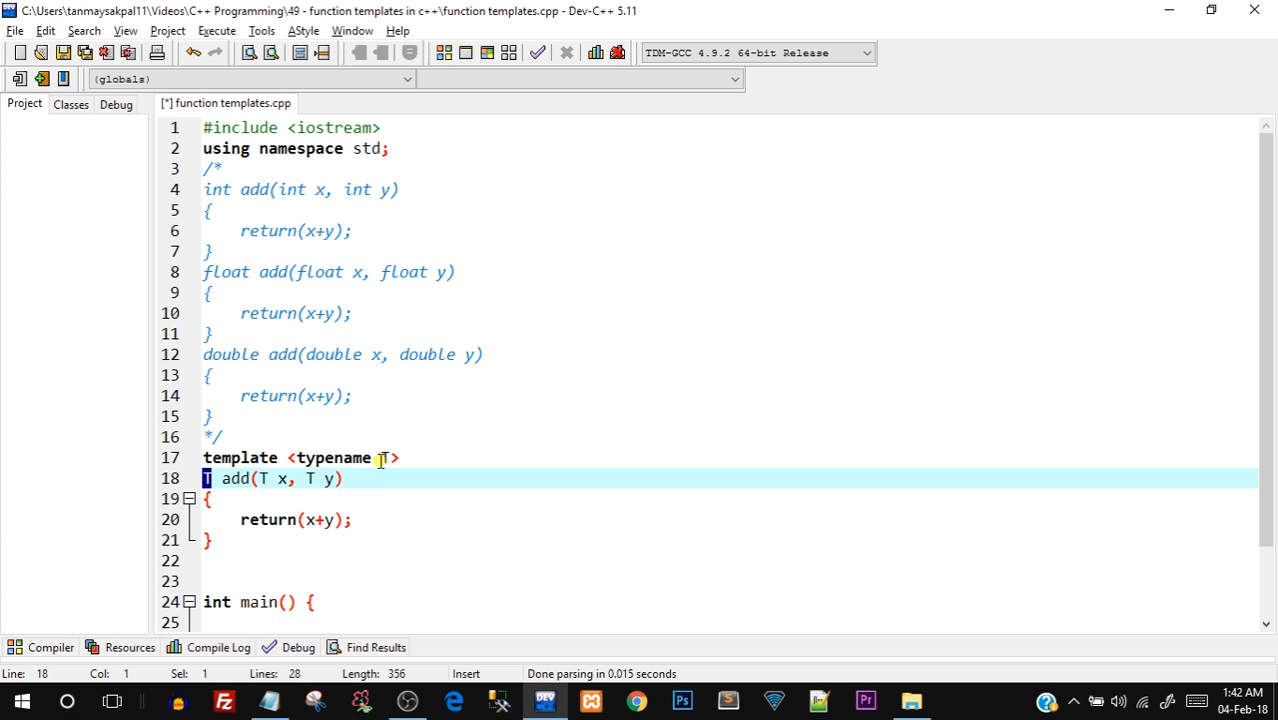 C:\Users\tanmaysakpal11\Videos\C++ Programming\49 - function templates in c++\function templates.cpp - Dev-C++ 5.11
File Edit Search View Project Execute Tools AStyle Window Help
TDM-GCC 4.9.2 64-bit Release
(globals)
Project Classes Debug [*] function templates.cpp
1 #include <iostream>
2 using namespace std;
3 /*
4 int add(int x, int y)
5 {
6 return(x+y);
7 }
8 float add(float x, float y)
9 {
10 return(x+y);
11 }
12 double add(double x, double y)
13 {
14 return(x+y);
15 }
16 */
17 template <typename T>
18 T add(T x, T y)
19 {
20 return(x+y);
21 }
22
23
24 int main() {
25
Compiler Resources Compile Log Debug Find Results
Line: 18 Col: 1 Sel: 1 Lines: 28 Length: 356 Insert Done parsing in 0.015 seconds
DEV Ps S Pr 1:42 AM
04-Feb-18